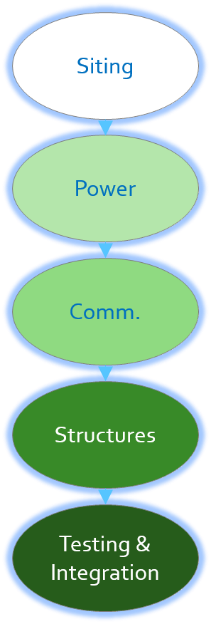 Siting
Power
Comm.
Structures
Testing &
Integration